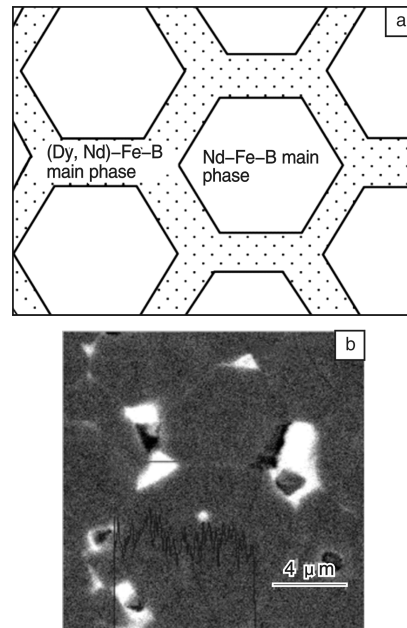 a
(Dy, Nd)–Fe–B
main phase
Nd–Fe–B main
phase
b
4 μm